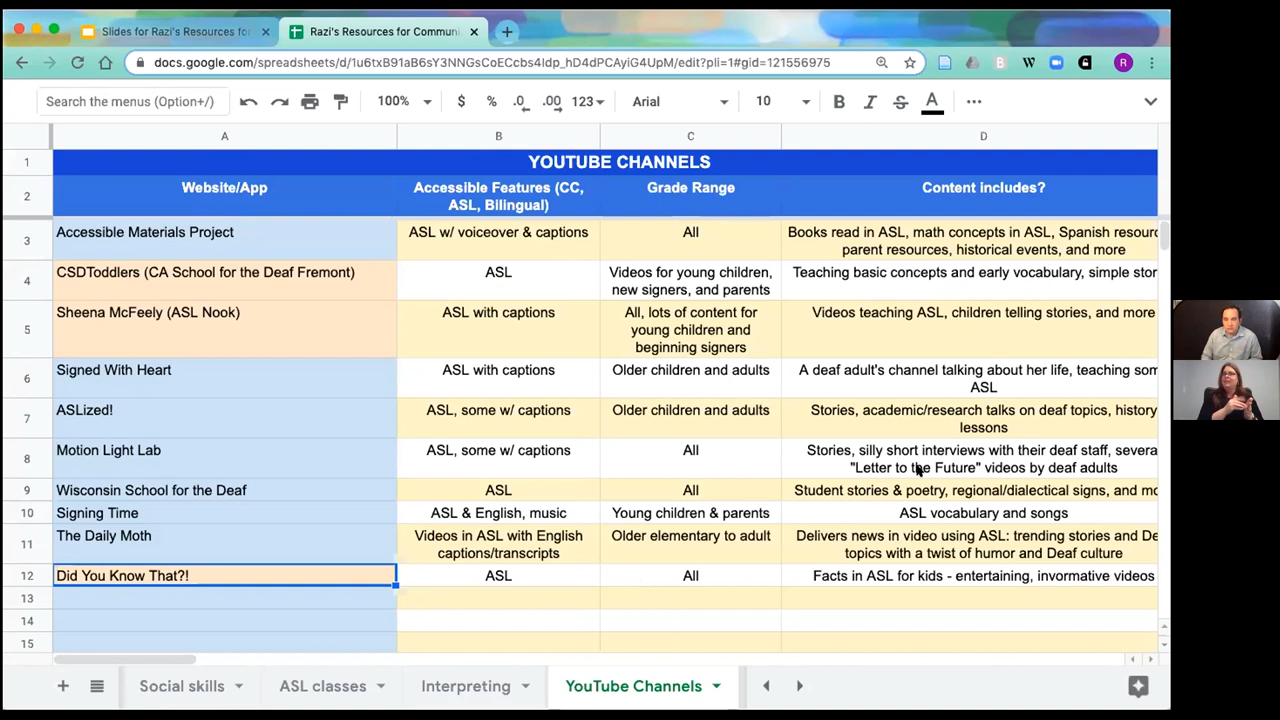 Slides for Razi's Resources for
Razi's Resources for Communi
docs.google.com/spreadsheets/d/1u6txB91aB6sY3NNGsCoECcbs4Idp_hD4dPCAyiG4UpM/edit?pli=1#gid=121556975
R
Search the menus (Option+/)
100%
$ % .0 .00 123
Arial
10
B I S A
A B C D
1 YOUTUBE CHANNELS
2 Website/App Accessible Features (CC, ASL, Bilingual) Grade Range Content includes?
3 Accessible Materials Project ASL w/ voiceover & captions All Books read in ASL, math concepts in ASL, Spanish resourc
parent resources, historical events, and more
4 CSDToddlers (CA School for the Deaf Fremont) ASL Videos for young children, new signers, and parents Teaching basic concepts and early vocabulary, simple stor
5 Sheena McFeely (ASL Nook) ASL with captions All, lots of content for young children and beginning signers Videos teaching ASL, children telling stories, and more
6 Signed With Heart ASL with captions Older children and adults A deaf adult's channel talking about her life, teaching som
ASL
7 ASLized! ASL, some w/ captions Older children and adults Stories, academic/research talks on deaf topics, history
lessons
8 Motion Light Lab ASL, some w/ captions All Stories, silly short interviews with their deaf staff, severa
"Letter to the Future" videos by deaf adults
9 Wisconsin School for the Deaf ASL All Student stories & poetry, regional/dialectical signs, and mo
10 Signing Time ASL & English, music Young children & parents ASL vocabulary and songs
11 The Daily Moth Videos in ASL with English captions/transcripts Older elementary to adult Delivers news in video using ASL: trending stories and De
topics with a twist of humor and Deaf culture
12 Did You Know That?! ASL All Facts in ASL for kids - entertaining, invormative videos
13
14
15
Social skills ASL classes Interpreting YouTube Channels